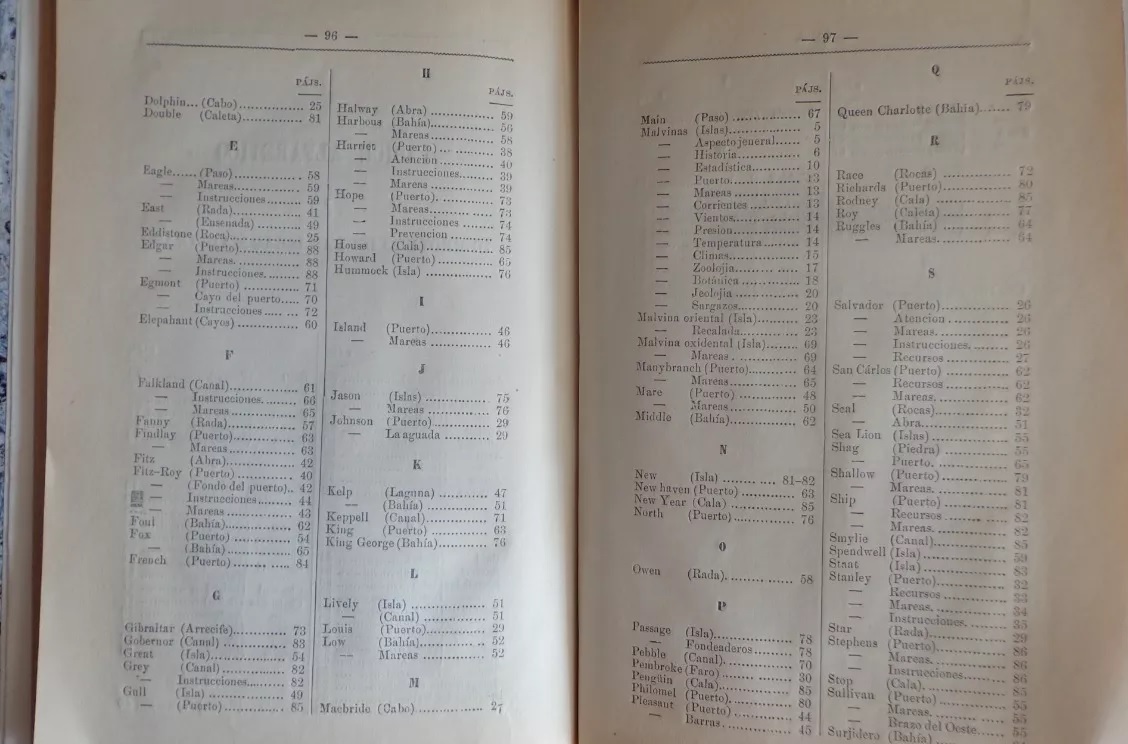 — 96 —
PÁJS.
Dolphin... (Cabo)............... 25
Double (Caleta)............... 81
E
Eagle...... (Paso)................. 58
— Mareas................. 59
— Instrucciones......... 59
East (Rada)................. 41
— (Ensenada)........... 49
Eddistone (Roca).................. 25
Edgar (Puerto).............. 88
— Mareas................. 88
— Instrucciones......... 88
Egmont (Puerto).............. 71
— Cayo del puerto..... 70
— Instrucciones ........ 72
Elepahant (Cayos)................ 60
F
Falkland (Canal)................ 61
— Instrucciones......... 66
— Mareas ................ 65
Fanny (Rada)................. 57
Findlay (Puerto).............. 63
— Mareas ................ 63
Fitz (Abra)................. 42
Fitz-Roy (Puerto).............. 40
— (Fondo del puerto).. 42
— Instrucciones......... 44
— Mareas ................ 43
Foul (Bahía)................ 62
Fox (Puerto)............... 54
— (Bahía)................ 65
French (Puerto)............... 84
G
Gibraltar (Arrecife).............. 73
Gobernor (Canal) ............... 83
Great (Isla)................... 54
Grey (Canal) ................ 82
— Instrucciones......... 82
Gull (Isla) ................. 49
— (Puerto)............... 85
H
PÁJS.
Halway (Abra)................. 59
Harbous (Bahía)................ 56
— Mareas................. 58
Harriet (Puerto) .............. 38
— Atencion .............. 40
— Instrucciones......... 39
— Mareas ................ 39
Hope (Puerto)............... 73
— Mareas................. 73
— Instrucciones ........ 74
— Prevencion ........... 74
House (Cala) ................. 85
Howard (Puerto)............... 65
Hummock (Isla) ................. 76
I
Island (Puerto)............... 46
— Mareas ................ 46
J
Jason (Islas) ................. 75
— Mareas ................ 76
Johnson (Puerto) .............. 29
— La aguada ........... 29
K
Kelp (Laguna) ............. 47
— (Bahía) ................ 51
Keppell (Canal)................. 71
King (Puerto) .............. 63
King George (Bahía)............. 76
L
Lively (Isla) .................. 51
— (Canal) ................ 51
Louis (Puerto)............... 29
Low (Bahía)................ 52
— Mareas ................ 52
M
Macbride (Cabo)................. 27
— 97 —
PÁJS.
Main (Paso) ................. 67
Malvinas (Islas)................... 5
— Aspecto jeneral...... 5
— Historia................ 6
— Estadística............. 10
— Puerto.................. 13
— Mareas ................ 13
— Corrientes ............ 13
— Vientos................. 14
— Presion ................ 14
— Temperatura.......... 14
— Climas.................. 15
— Zoolojia................ 17
— Botánica ............... 18
— Jeolojia ................ 20
— Sargazos............... 20
Malvina oriental (Isla)........... 23
— Recalada............... 23
Malvina oxidental (Isla)......... 69
— Mareas ................. 69
Manybranch (Puerto)............. 64
— Mareas.................. 65
Mare (Puerto) ............... 48
— Mareas.................. 50
Middle (Bahía)................. 62
N
New (Isla) ........... 81-82
New haven (Puerto) ............. 63
New Year (Cala) ................. 85
North (Puerto)................ 76
O
Owen (Rada).................. 58
P
Passage (Isla).................... 78
— Fondeaderos.......... 78
Pebble (Canal)................. 70
Pembroke (Faro) .................. 30
Penguin (Cala)................... 85
Philomel (Puerto)................ 80
Pleasant (Puerto)................ 44
— Barras................... 45
Q
PÁJS.
Queen Charlotte (Bahía)....... 79
R
Race (Rocas) ................ 72
Richards (Puerto)................ 80
Rodney (Cala) .................. 85
Roy (Caleta) ................ 77
Ruggles (Bahía) ................ 64
— Mareas.................. 64
S
Salvador (Puerto)................ 26
— Atencion ............... 26
— Mareas.................. 26
— Instrucciones.......... 26
— Recursos ............... 27
San Cárlos (Puerto) .............. 62
— Recursos ............... 62
— Mareas.................. 62
Seal (Rocas)................. 32
— Abra..................... 51
Sea Lion (Islas) .................. 55
Shag (Piedra) ............... 55
— Puerto.................. 65
Shallow (Puerto) ............... 79
— Mareas.................. 81
Ship (Puerto) ............... 81
— Recursos ............... 82
— Mareas.................. 82
Smylie (Canal)................. 85
Spendwell (Isla) ................... 59
Staat (Isla) ................... 83
Stanley (Puerto)................ 32
— Recursos ............... 33
— Mareas.................. 34
— Instrucciones.......... 35
Star (Rada).................. 29
Stephens (Puerto)................ 86
— Mareas.................. 86
— Instrucciones.......... 86
Stop (Cala)................... 85
Sullivan (Puerto) ............... 55
— Mareas.................. 55
— Brazo del Oeste...... 55
Surjidero (Bahía)